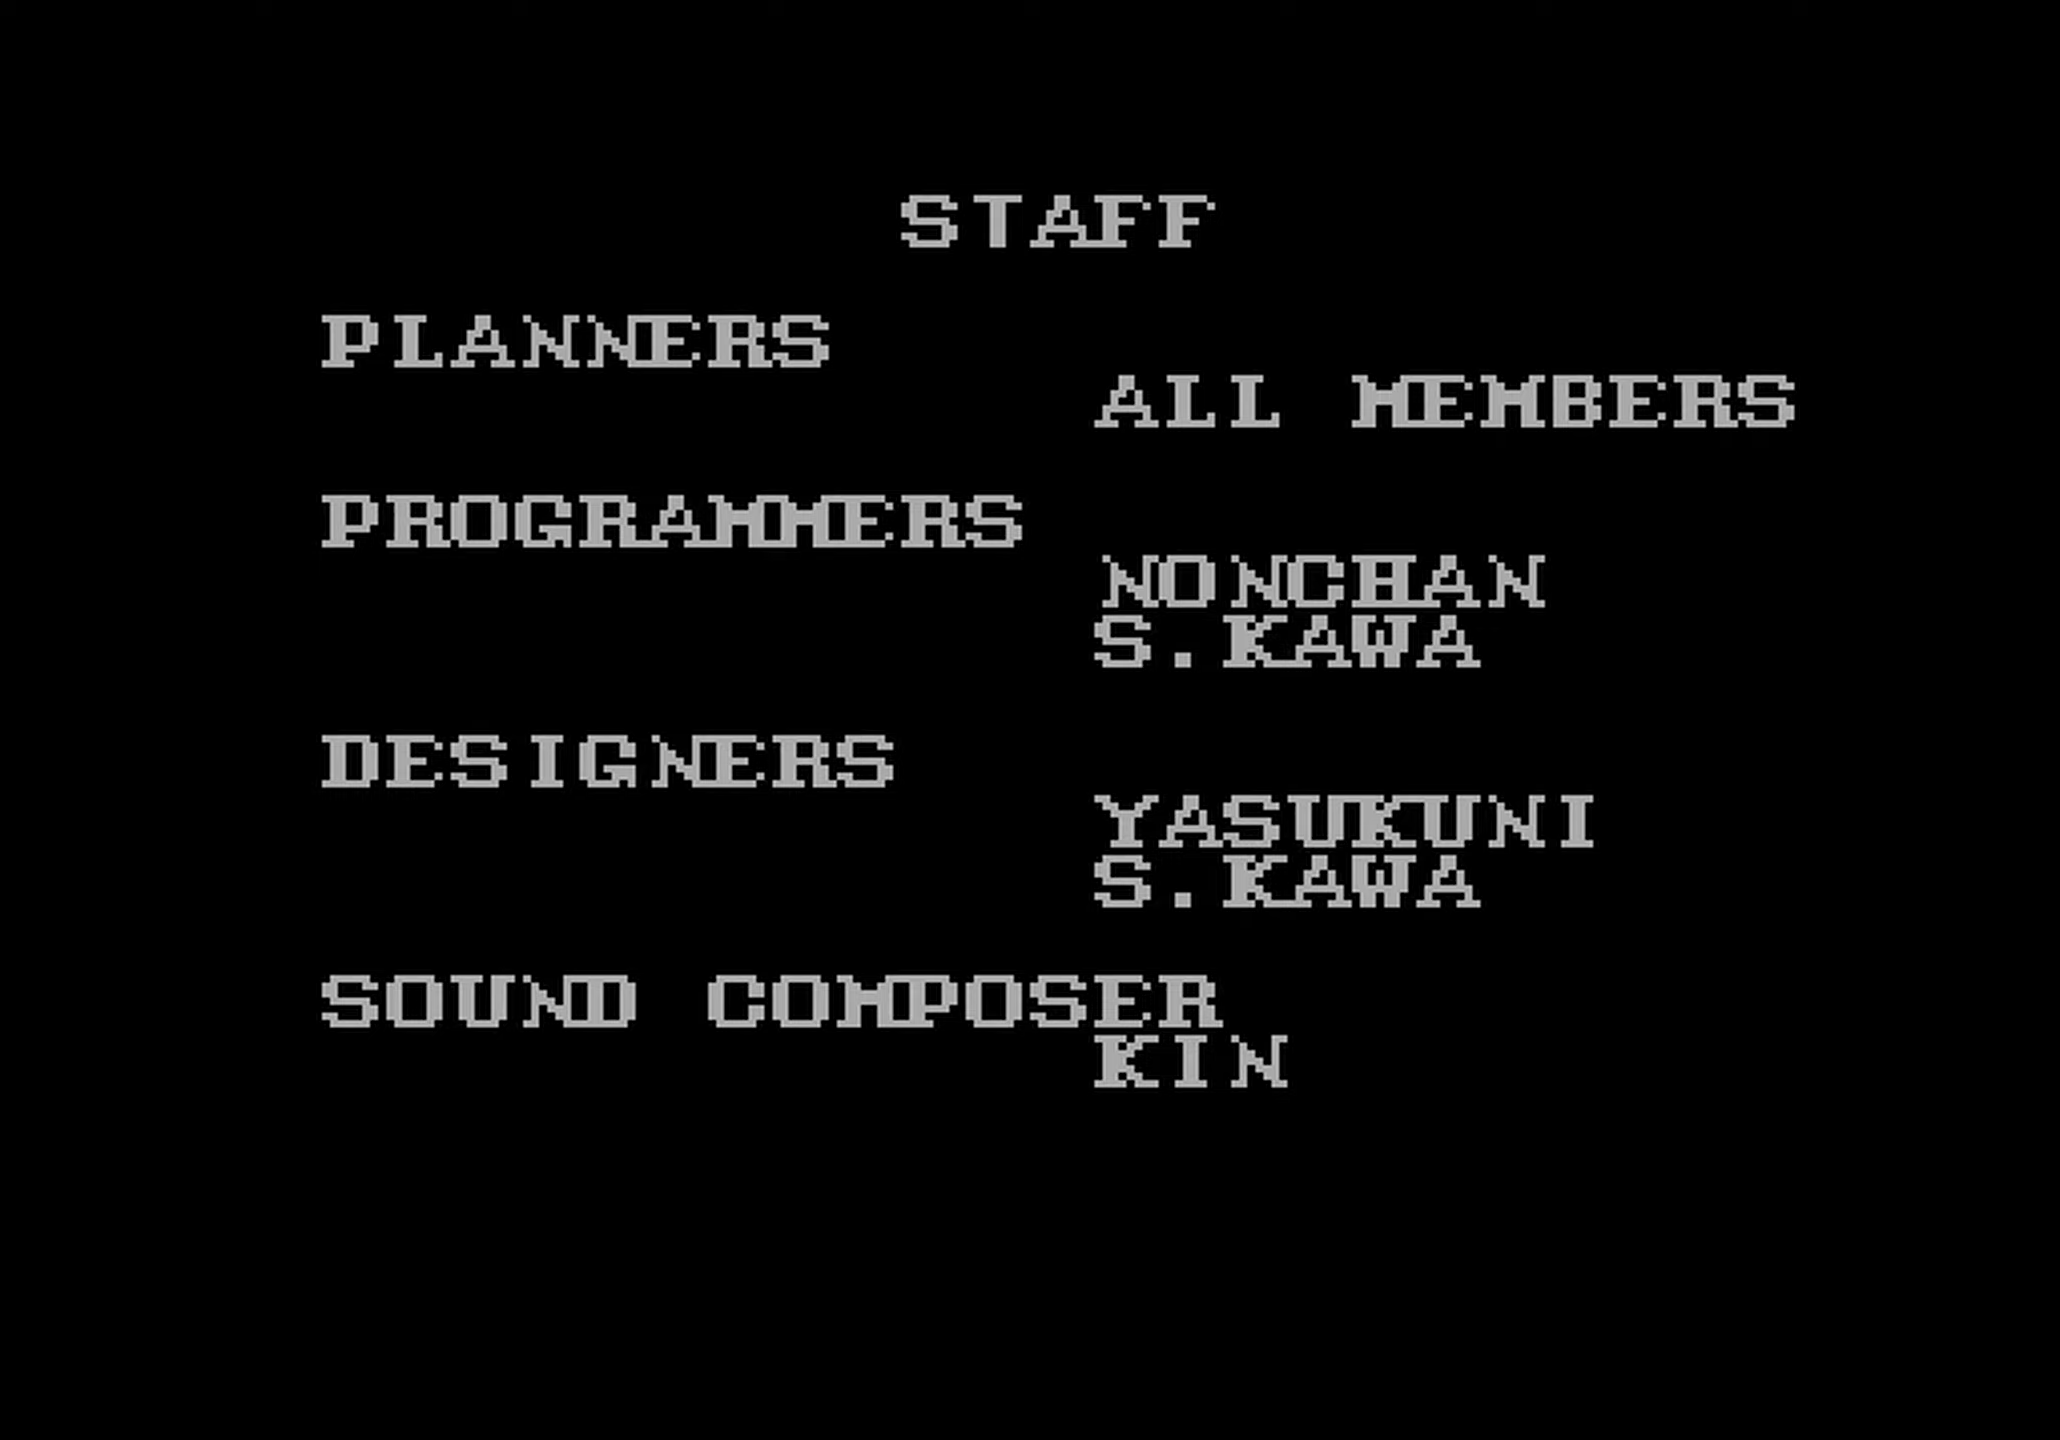 STAFF
PLANNERS
ALL MEMBERS
PROGRAMMERS
NONCHAN
S.KAWA
DESIGNERS
YASUKUNI
S.KAWA
SOUND COMPOSER
KIN